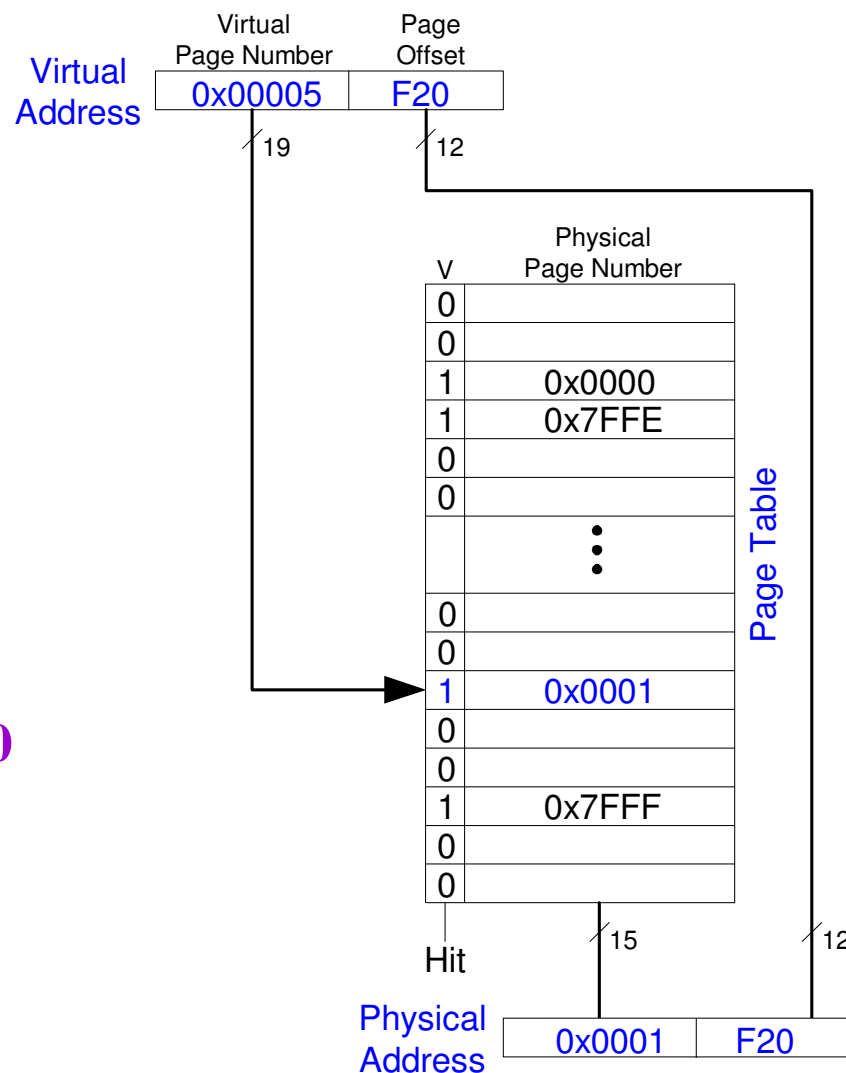 Virtual
Page Number
Page
Offset
Virtual
Address
0x00005
F20
19
12
V
Physical
Page Number
0
0
1 0x0000
1 0x7FFE
0
0
0
0
1 0x0001
0
0
1 0x7FFF
0
0
Page Table
Hit
15
12
Physical
Address
0x0001
F20